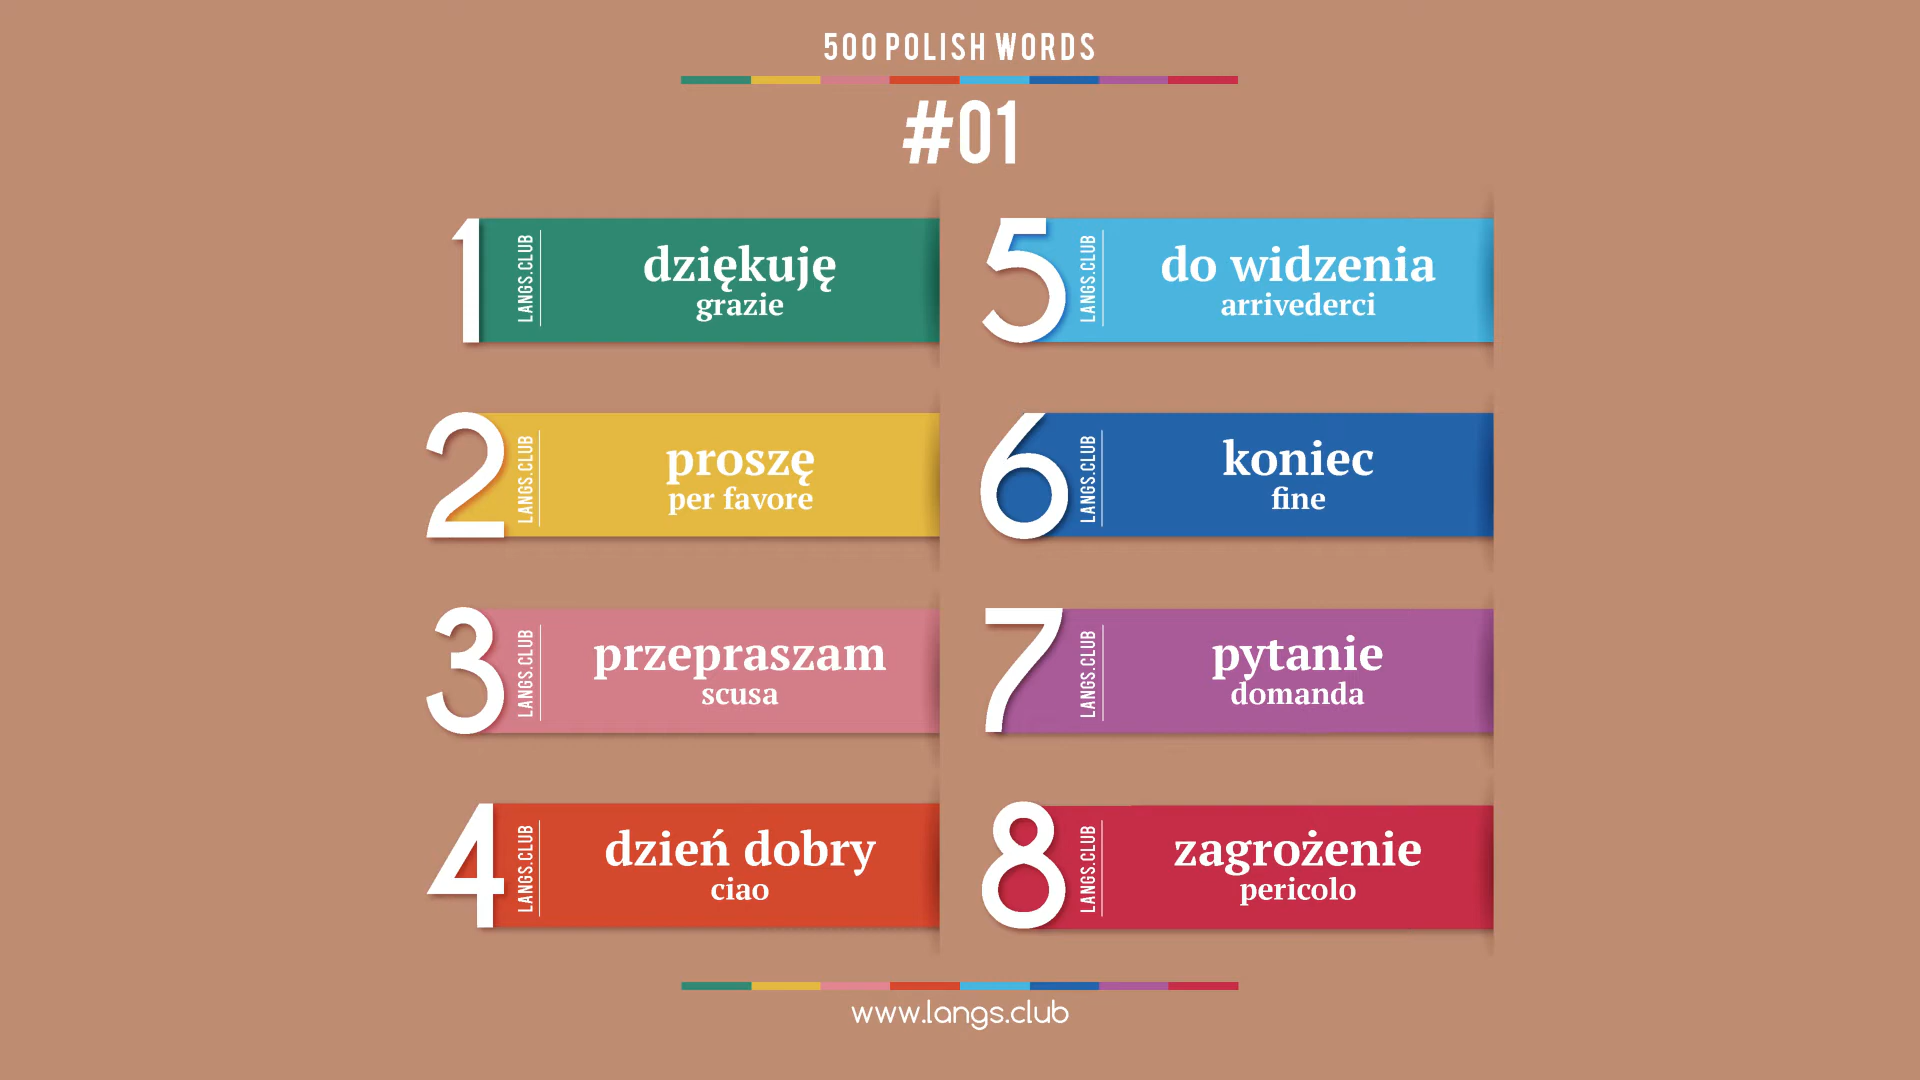 500 POLISH WORDS
#01
1
LANGS.CLUB
dziękuję
grazie
2
LANGS.CLUB
proszę
per favore
3
LANGS.CLUB
przepraszam
scusa
4
LANGS.CLUB
dzień dobry
ciao
5
LANGS.CLUB
do widzenia
arrivederci
6
LANGS.CLUB
koniec
fine
7
LANGS.CLUB
pytanie
domanda
8
LANGS.CLUB
zagrożenie
pericolo
www.langs.club